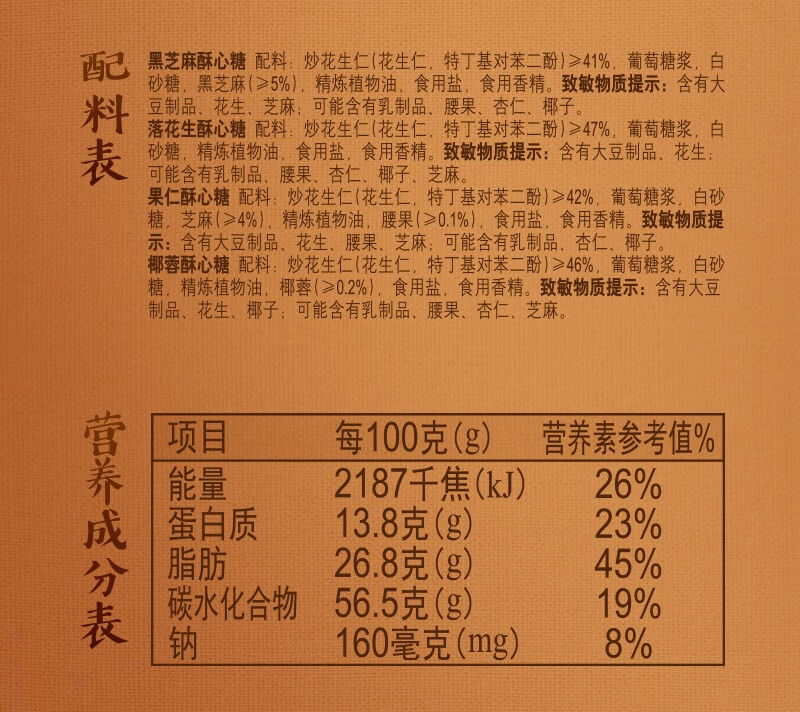 配料表
黑芝麻酥心糖 配料：炒花生仁(花生仁，特丁基对苯二酚)≥41%，葡萄糖浆，白
砂糖，黑芝麻(≥5%)，精炼植物油，食用盐，食用香精。致敏物质提示：含有大
豆制品、花生、芝麻；可能含有乳制品、腰果、杏仁、椰子。
落花生酥心糖 配料：炒花生仁(花生仁，特丁基对苯二酚)≥47%，葡萄糖浆，白
砂糖，精炼植物油，食用盐，食用香精。致敏物质提示：含有大豆制品、花生；
可能含有乳制品、腰果、杏仁、椰子、芝麻。
果仁酥心糖 配料：炒花生仁(花生仁，特丁基对苯二酚)≥42%，葡萄糖浆，白砂
糖，芝麻(≥4%)，精炼植物油，腰果(≥0.1%)，食用盐，食用香精。致敏物质提
示：含有大豆制品、花生、腰果、芝麻；可能含有乳制品、杏仁、椰子。
椰蓉酥心糖 配料：炒花生仁(花生仁，特丁基对苯二酚)≥46%，葡萄糖浆，白砂
糖，精炼植物油，椰蓉(≥0.2%)，食用盐，食用香精。致敏物质提示：含有大豆
制品、花生、椰子；可能含有乳制品、腰果、杏仁、芝麻。
营养成分表
项目 每100克(g) 营养素参考值%
能量 2187千焦(kJ) 26%
蛋白质 13.8克(g) 23%
脂肪 26.8克(g) 45%
碳水化合物 56.5克(g) 19%
钠 160毫克(mg) 8%